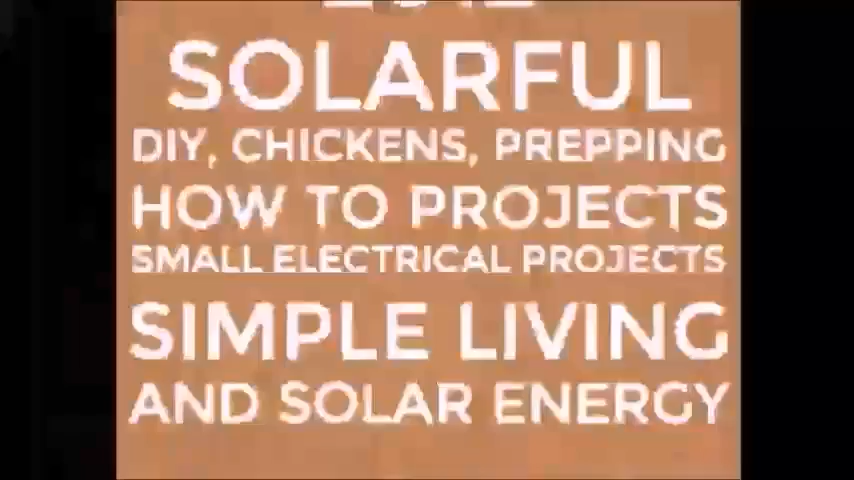 SOLARFUL
DIY, CHICKENS, PREPPING
HOW TO PROJECTS
SMALL ELECTRICAL PROJECTS
SIMPLE LIVING
AND SOLAR ENERGY